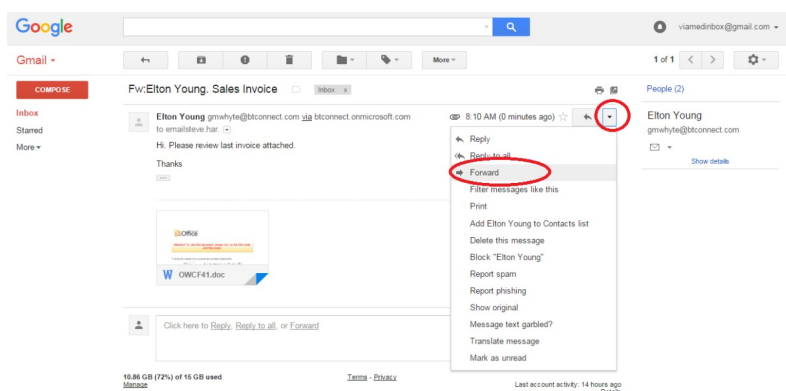 Google
viamedinbox@gmail.com
Gmail
More
1 of 1
COMPOSE
Fw:Elton Young. Sales Invoice
Inbox x
People (2)
Inbox
Starred
More
Elton Young gmwhyte@btconnect.com via btconnect.onmicrosoft.com
to emailsteve.har.
8:10 AM (0 minutes ago)
Elton Young
gmwhyte@btconnect.com
Show details
Hi. Please review last invoice attached.
Thanks
Reply
Reply to all
Forward
Filter messages like this
Print
Add Elton Young to Contacts list
Delete this message
Block "Elton Young"
Report spam
Report phishing
Show original
Message text garbled?
Translate message
Mark as unread
Office
W OWCF41.doc
Click here to Reply, Reply to all, or Forward
10.86 GB (72%) of 15 GB used
Manage
Terms - Privacy
Last account activity: 14 hours ago
Details